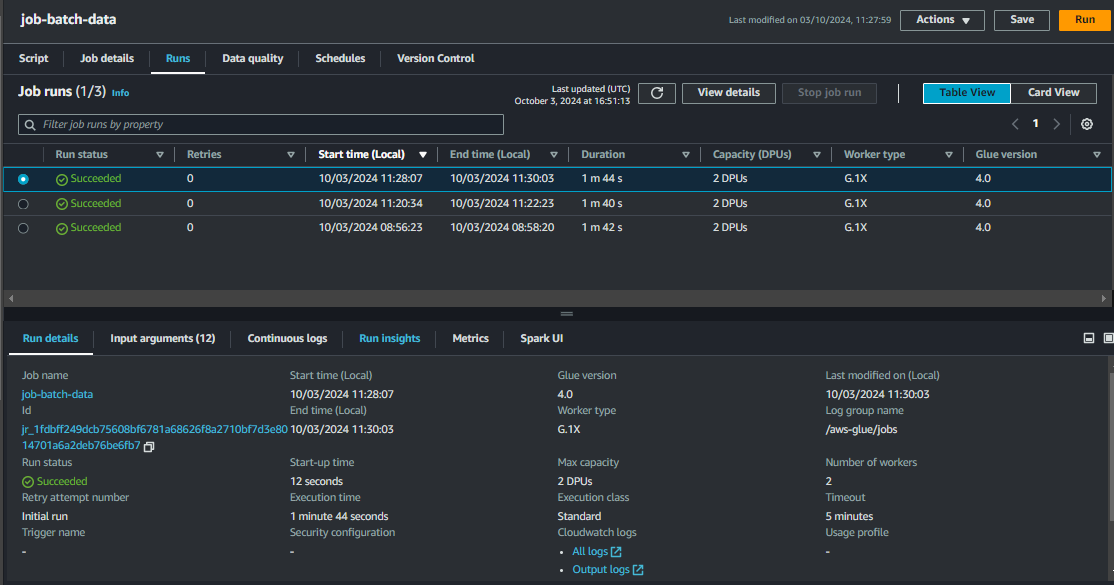 job-batch-data
Last modified on 03/10/2024, 11:27:59
Actions
Save
Run
Script
Job details
Runs
Data quality
Schedules
Version Control
Job runs (1/3) Info
Last updated (UTC)
October 3, 2024 at 16:51:13
View details
Stop job run
Table View
Card View
Filter job runs by property
1
Run status Retries Start time (Local) End time (Local) Duration Capacity (DPUs) Worker type Glue version
Succeeded 0 10/03/2024 11:28:07 10/03/2024 11:30:03 1 m 44 s 2 DPUs G.1X 4.0
Succeeded 0 10/03/2024 11:20:34 10/03/2024 11:22:23 1 m 40 s 2 DPUs G.1X 4.0
Succeeded 0 10/03/2024 08:56:23 10/03/2024 08:58:20 1 m 42 s 2 DPUs G.1X 4.0
Run details
Input arguments (12)
Continuous logs
Run insights
Metrics
Spark UI
Job name
job-batch-data
Id
jr_1fdbff249dcb75608bf6781a68626f8a2710bf7d3e80
14701a6a2deb76be6fb7
Run status
Succeeded
Retry attempt number
Initial run
Trigger name
-
Start time (Local)
10/03/2024 11:28:07
End time (Local)
10/03/2024 11:30:03
Start-up time
12 seconds
Execution time
1 minute 44 seconds
Security configuration
-
Glue version
4.0
Worker type
G.1X
Max capacity
2 DPUs
Execution class
Standard
Cloudwatch logs
• All logs
• Output logs
Last modified on (Local)
10/03/2024 11:30:03
Log group name
/aws-glue/jobs
Number of workers
2
Timeout
5 minutes
Usage profile
-